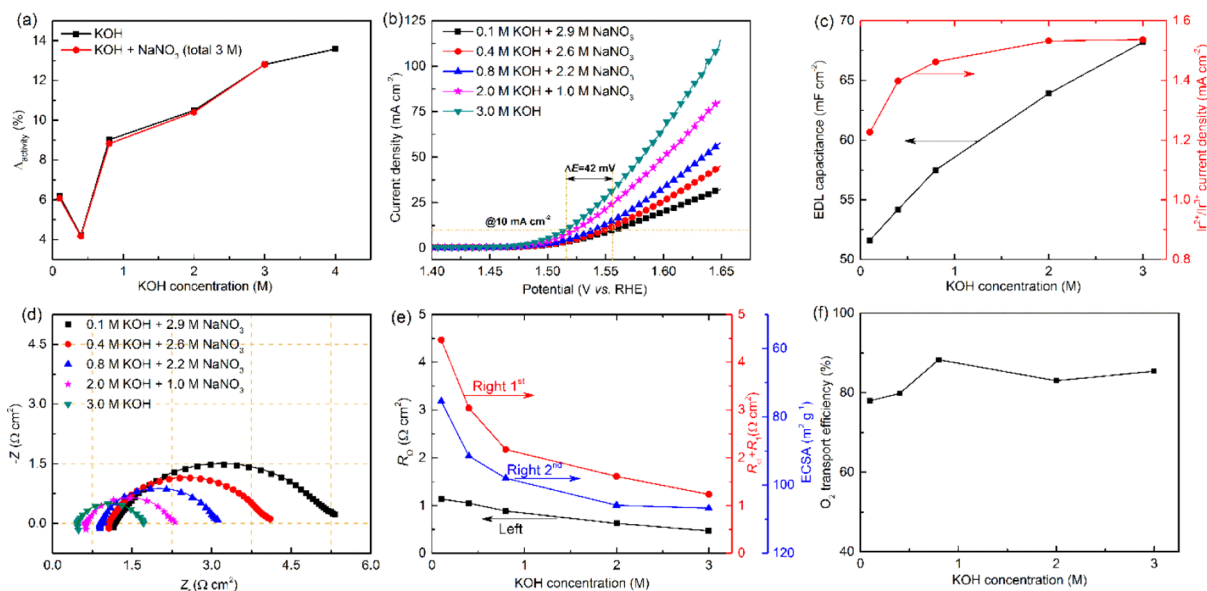 (a)
KOH
KOH + NaNO₃ (total 3 M)
14
12
10
8
6
4
Λactivity (%)
0
1
2
3
4
KOH concentration (M)
(b)
0.1 M KOH + 2.9 M NaNO₃
0.4 M KOH + 2.6 M NaNO₃
0.8 M KOH + 2.2 M NaNO₃
2.0 M KOH + 1.0 M NaNO₃
3.0 M KOH
125
100
75
50
25
0
Current density (mA cm⁻²)
ΔE=42 mV
@10 mA cm⁻²
1.40
1.45
1.50
1.55
1.60
1.65
Potential (V vs. RHE)
(c)
70
65
60
55
50
EDL capacitance (mF cm⁻²)
1.6
1.4
1.2
1.0
0.8
Ir²⁺/Ir³⁺ current density (mA cm⁻²)
0
1
2
3
KOH concentration (M)
(d)
0.1 M KOH + 2.9 M NaNO₃
0.4 M KOH + 2.6 M NaNO₃
0.8 M KOH + 2.2 M NaNO₃
2.0 M KOH + 1.0 M NaNO₃
3.0 M KOH
-4.5
3.0
1.5
0.0
0.0
1.5
3.0
4.5
6.0
(e)
5
4
3
2
1
0
RΩ (Ω cm²)
Right 1ˢᵗ
Right 2ⁿᵈ
Left
5
4
3
2
1
0
60
80
100
120
ECSA (m² g⁻¹)
0
1
2
3
KOH concentration (M)
(f)
100
80
60
40
O₂ transport efficiency (%)
0
1
2
3
KOH concentration (M)